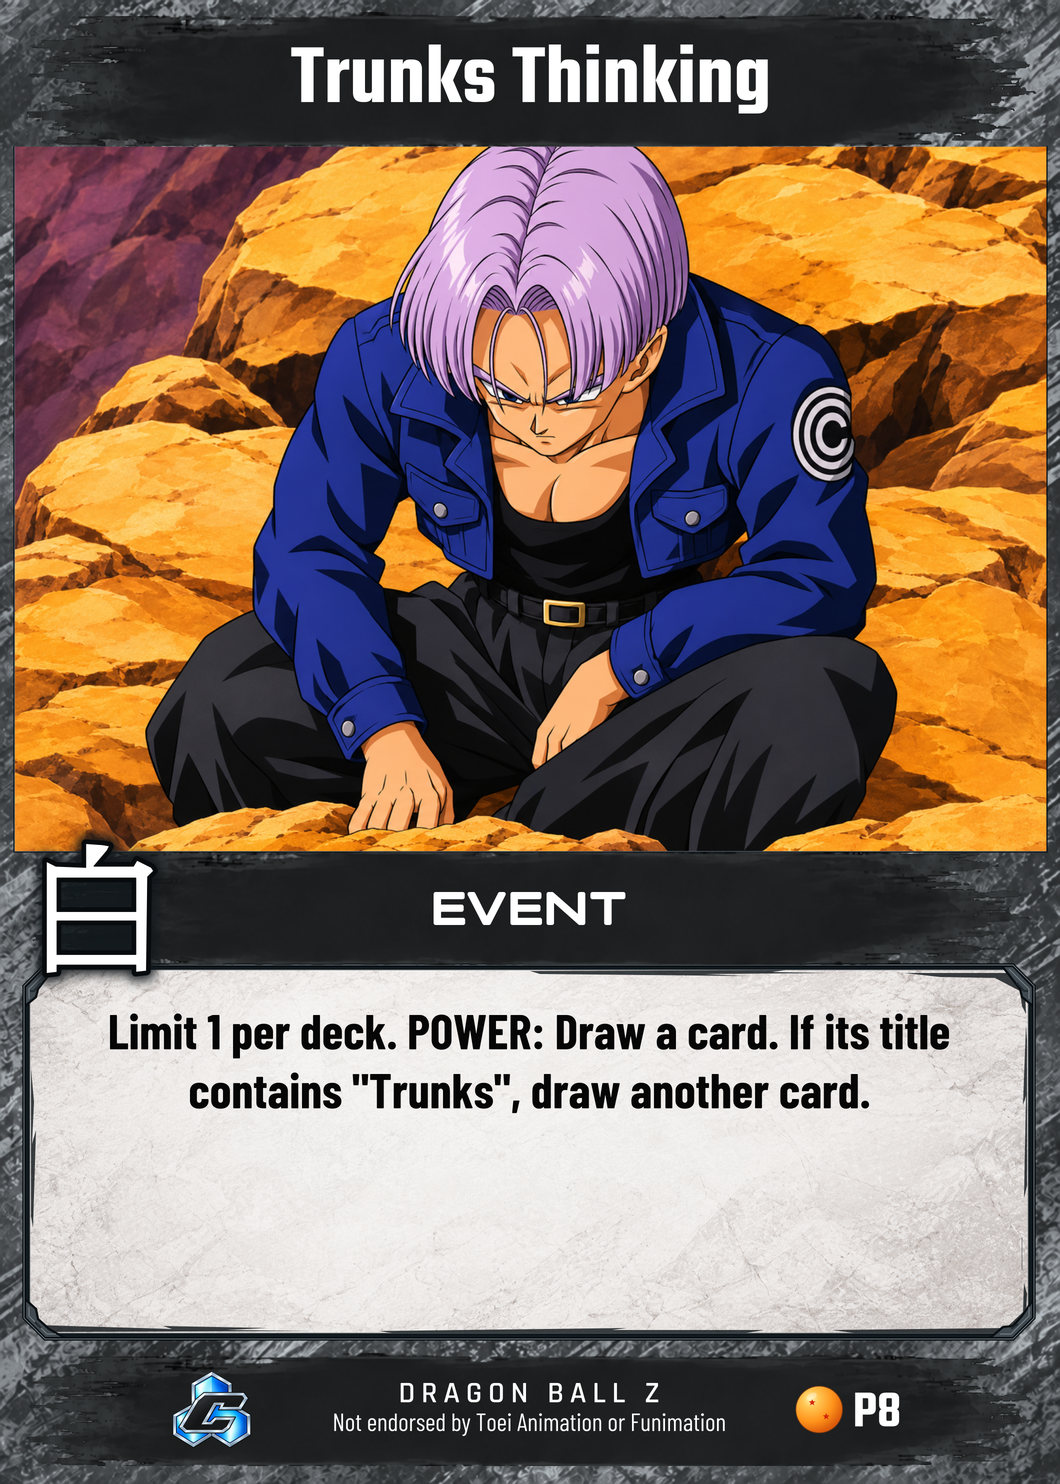 Trunks Thinking
C
白
EVENT
Limit 1 per deck. POWER: Draw a card. If its title
contains "Trunks", draw another card.
G
DRAGON BALL Z
Not endorsed by Toei Animation or Funimation
P8